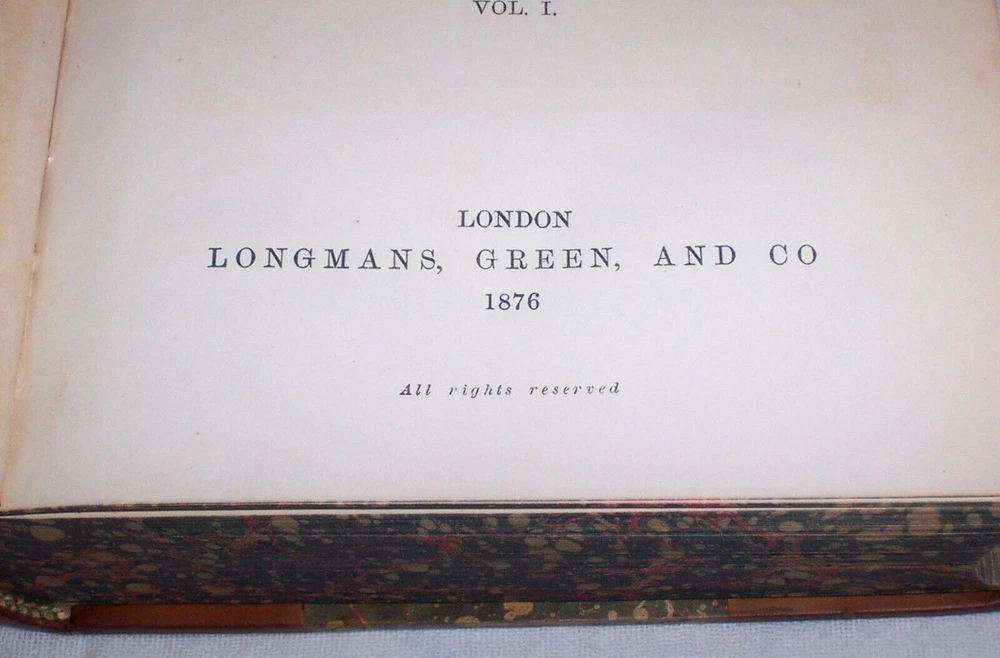 VOL. I.
LONDON
LONGMANS, GREEN, AND CO
1876
All rights reserved